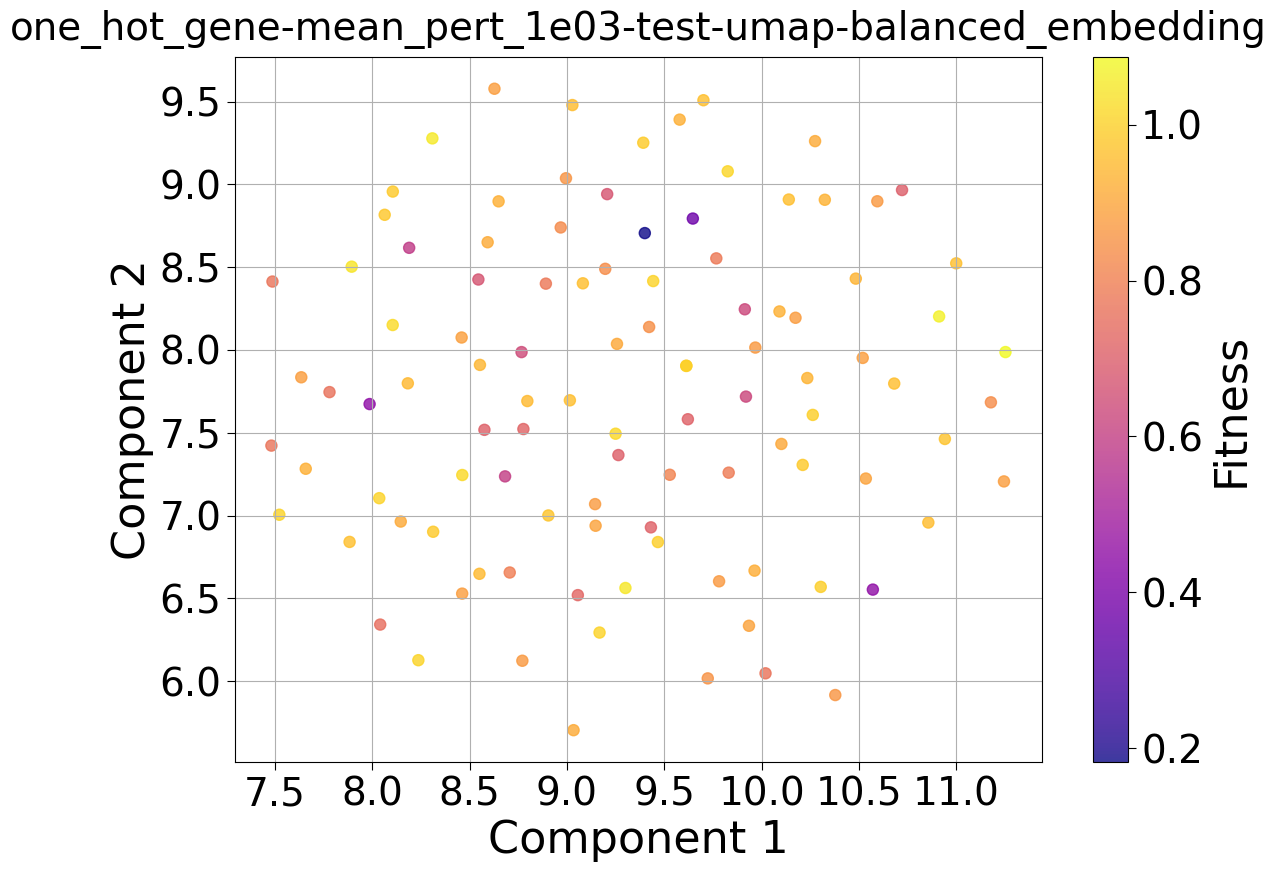 one_hot_gene-mean_pert_1e03-test-umap-balanced_embedding
9.5
9.0
8.5
8.0
7.5
7.0
6.5
6.0
Component 2
7.5 8.0 8.5 9.0 9.5 10.0 10.5 11.0
Component 1
1.0
0.8
0.6
0.4
0.2
Fitness